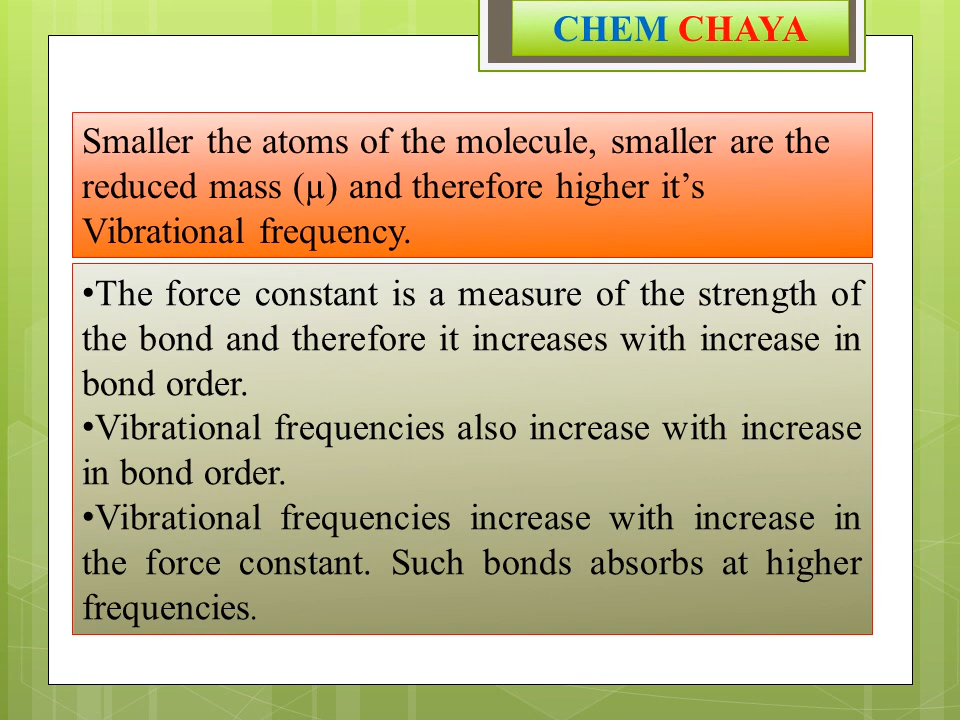 CHEM CHAYA
Smaller the atoms of the molecule, smaller are the
reduced mass (µ) and therefore higher it’s
Vibrational frequency.
•The force constant is a measure of the strength of
the bond and therefore it increases with increase in
bond order.
•Vibrational frequencies also increase with increase
in bond order.
•Vibrational frequencies increase with increase in
the force constant. Such bonds absorbs at higher
frequencies.